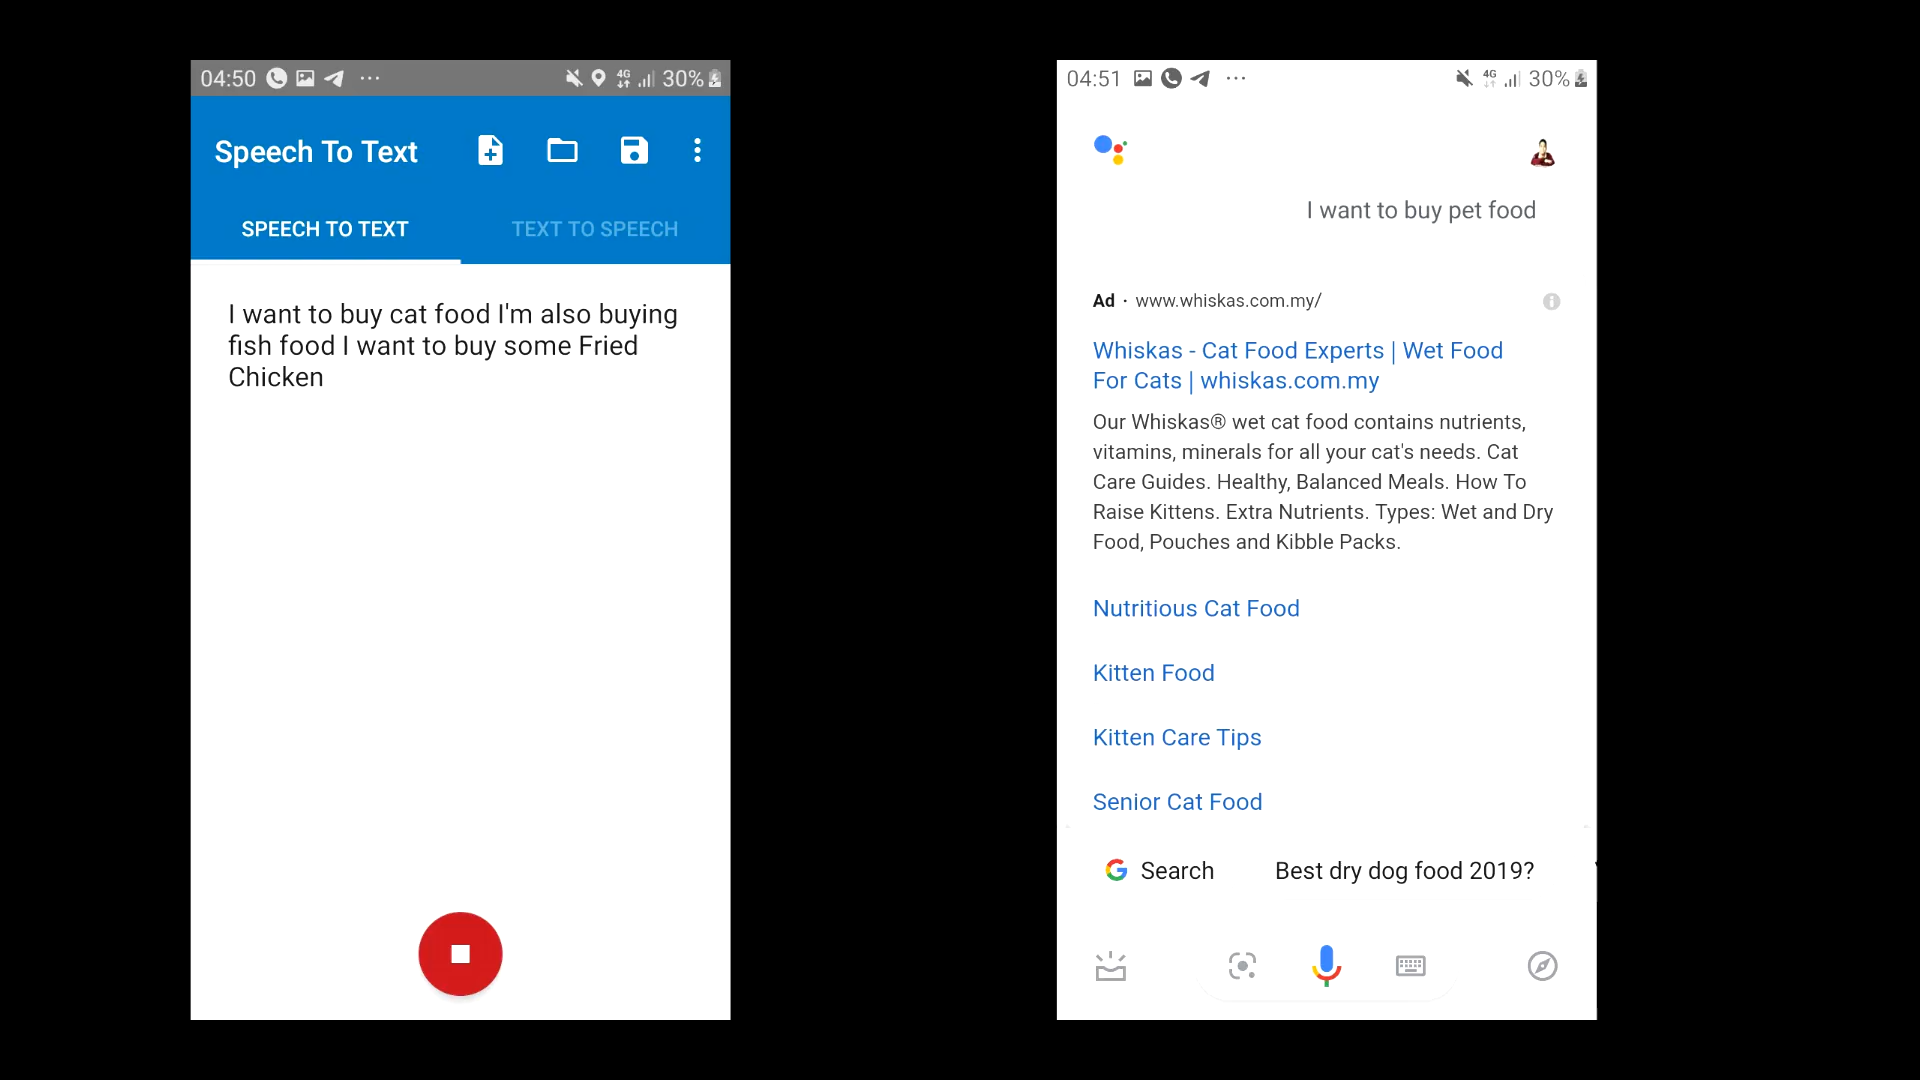 04:50
4G
30%
Speech To Text
SPEECH TO TEXT
TEXT TO SPEECH
I want to buy cat food I'm also buying
fish food I want to buy some Fried
Chicken
04:51
4G
30%
I want to buy pet food
Ad · www.whiskas.com.my/
Whiskas - Cat Food Experts | Wet Food
For Cats | whiskas.com.my
Our Whiskas® wet cat food contains nutrients,
vitamins, minerals for all your cat's needs. Cat
Care Guides. Healthy, Balanced Meals. How To
Raise Kittens. Extra Nutrients. Types: Wet and Dry
Food, Pouches and Kibble Packs.
Nutritious Cat Food
Kitten Food
Kitten Care Tips
Senior Cat Food
Search
Best dry dog food 2019?